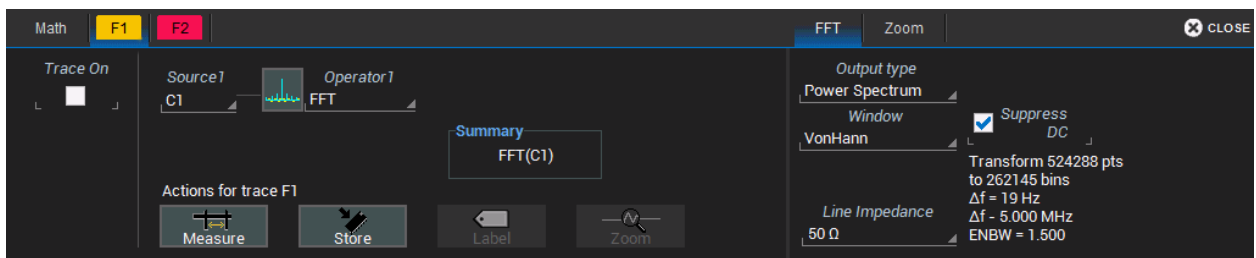 Math F1 F2 FFT Zoom CLOSE
Trace On
Source1 Operator1
C1 FFT
Summary
FFT(C1)
Actions for trace F1
Measure Store Label Zoom
Output type
Power Spectrum
Window
VonHann
Suppress
DC
Transform 524288 pts
to 262145 bins
Δf = 19 Hz
Δf - 5.000 MHz
ENBW = 1.500
Line Impedance
50 Ω